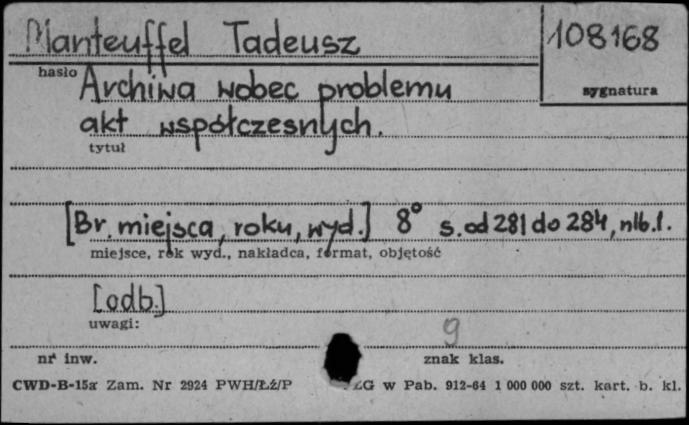 Manteuffel Tadeusz
108168
hasło
sygnatura
Archiwa wobec problemu
akt współczesnych.
tytuł
[Br. miejsca, roku, wyd.] 8° s. od 281 do 284, nlb. 1.
miejsce, rok wyd., nakładca, format, objętość
[odb.]
uwagi:
9
nr inw.
znak klas.
CWD-B-15a Zam. Nr 2924 PWH/Łź/P ZG w Pab. 912-64 1 000 000 szt. kart. b. kl.